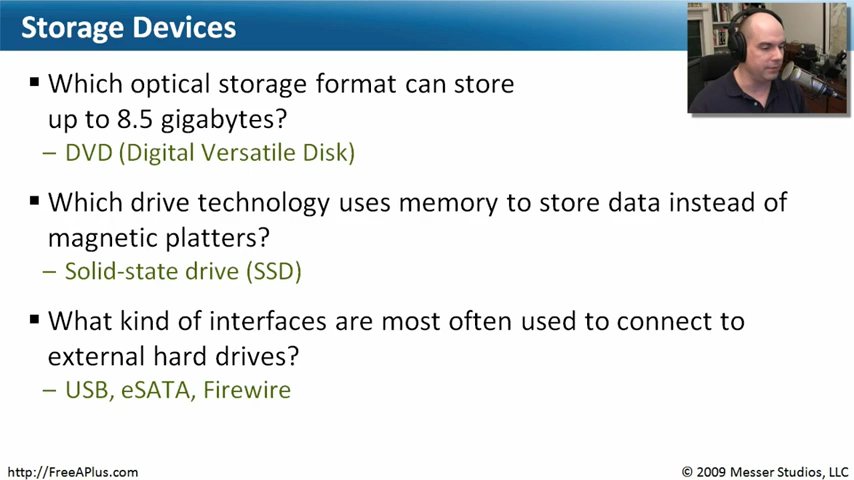 Storage Devices
▪ Which optical storage format can store
up to 8.5 gigabytes?
– DVD (Digital Versatile Disk)
▪ Which drive technology uses memory to store data instead of
magnetic platters?
– Solid-state drive (SSD)
▪ What kind of interfaces are most often used to connect to
external hard drives?
– USB, eSATA, Firewire
http://FreeAPlus.com
© 2009 Messer Studios, LLC